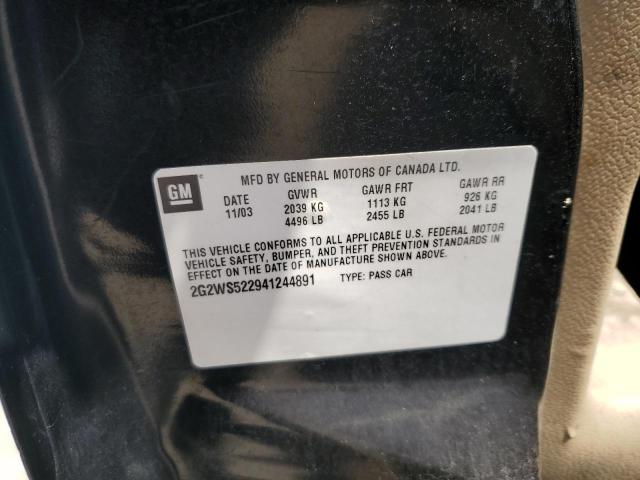 GM
MFD BY GENERAL MOTORS OF CANADA LTD.
DATE GVWR GAWR FRT GAWR RR
11/03 2039 KG 1113 KG 926 KG
4496 LB 2455 LB 2041 LB
THIS VEHICLE CONFORMS TO ALL APPLICABLE U.S. FEDERAL MOTOR
VEHICLE SAFETY, BUMPER, AND THEFT PREVENTION STANDARDS IN
EFFECT ON THE DATE OF MANUFACTURE SHOWN ABOVE.
2G2WS522941244891 TYPE: PASS CAR